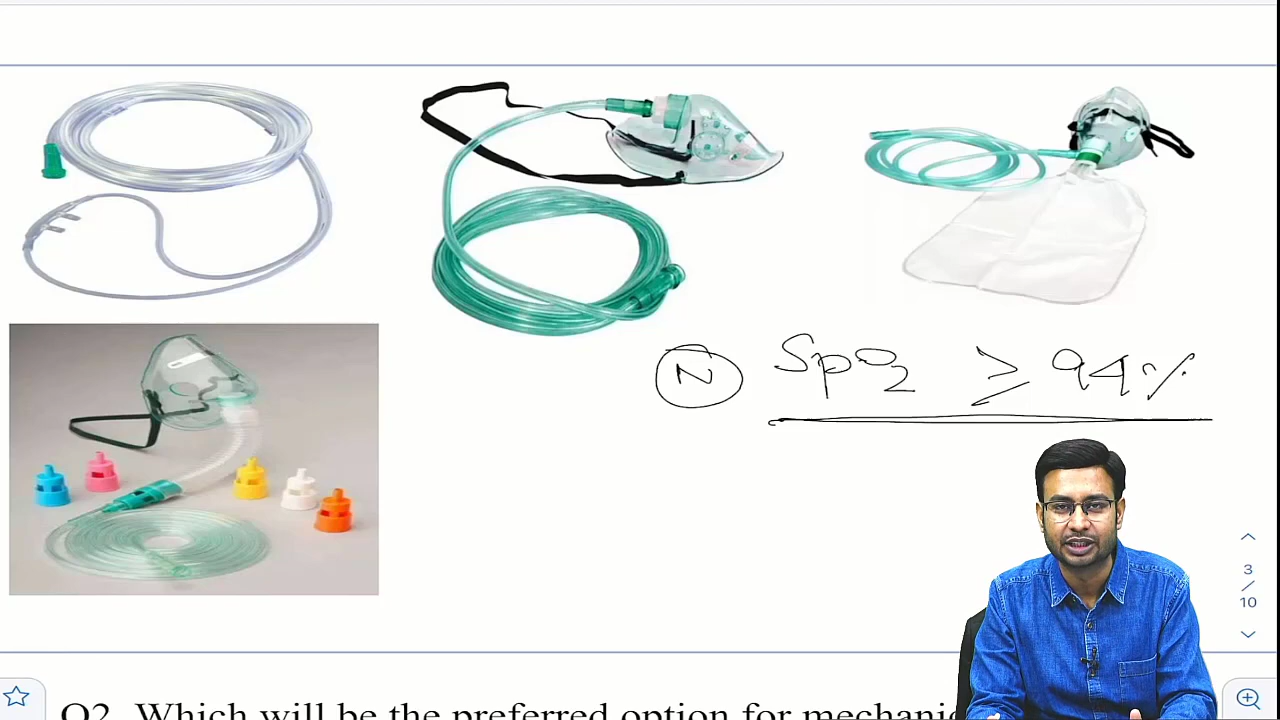 N SpO2 ≥ 94%
3
/
10
Q2. Which will be the preferred option for mechanic